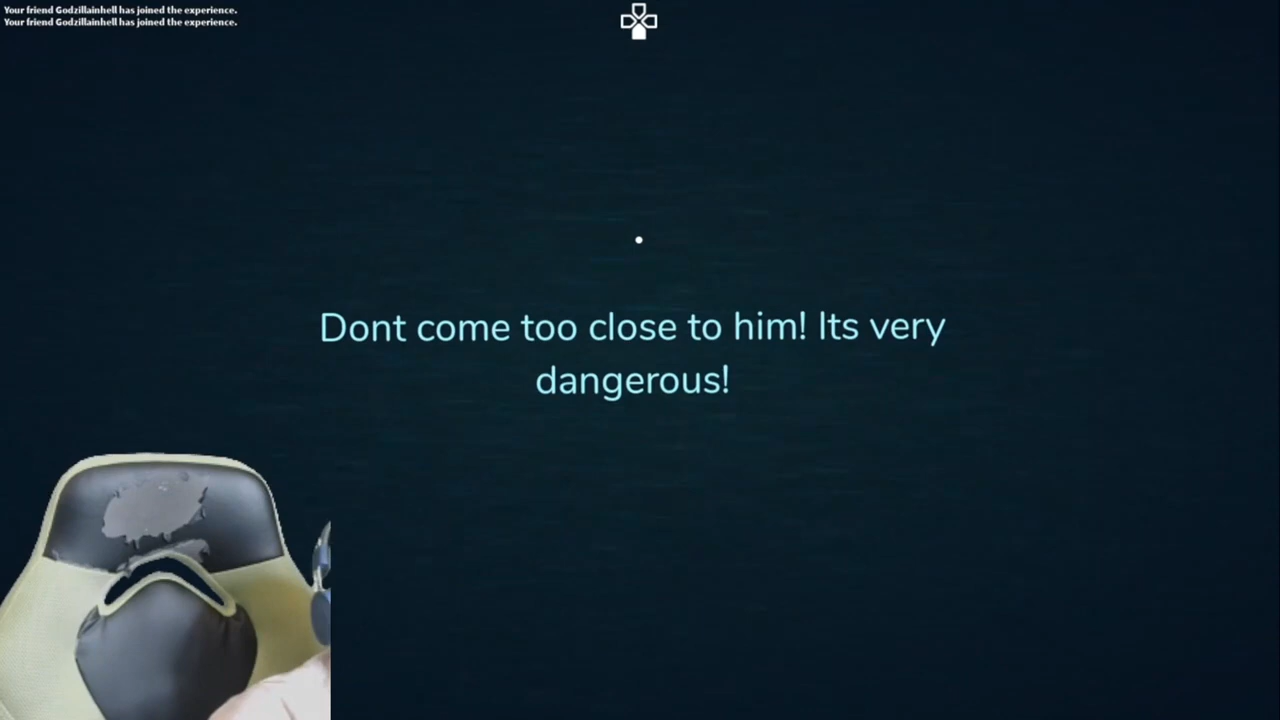 Your friend Godzillainhell has joined the experience.
Your friend Godzillainhell has joined the experience.
Dont come too close to him! Its very
dangerous!